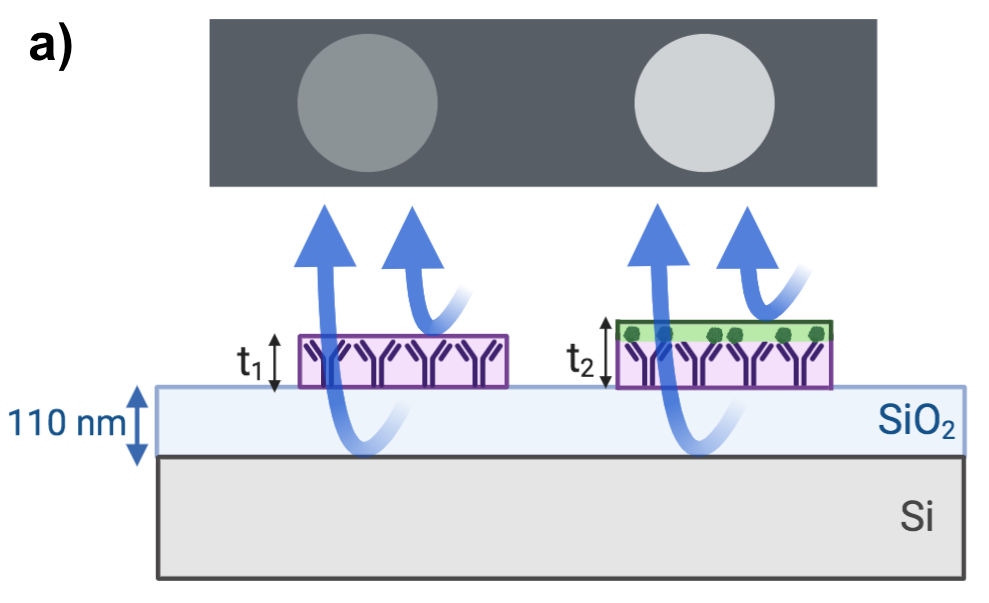 a)
t₁
t₂
110 nm
SiO₂
Si